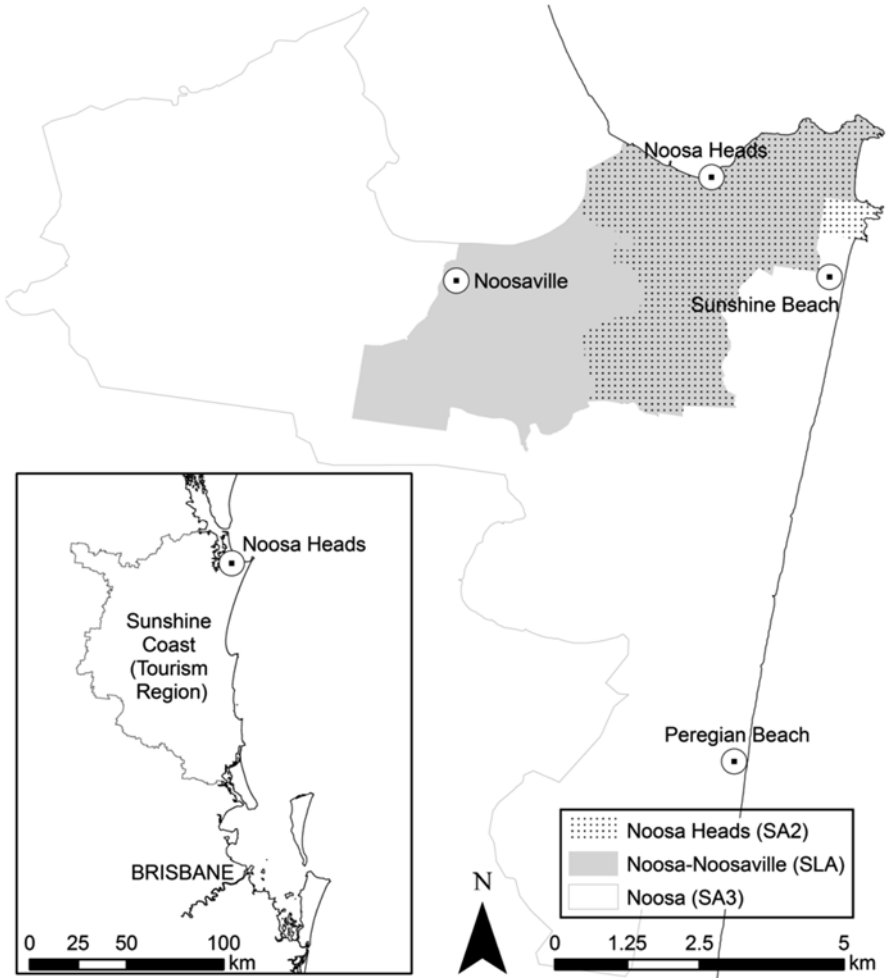 Noosa Heads
Noosaville
Sunshine Beach
Noosa Heads
Sunshine
Coast
(Tourism
Region)
BRISBANE
0 25 50 100
km
Peregian Beach
Noosa Heads (SA2)
Noosa-Noosaville (SLA)
Noosa (SA3)
N
0 1.25 2.5 5
km